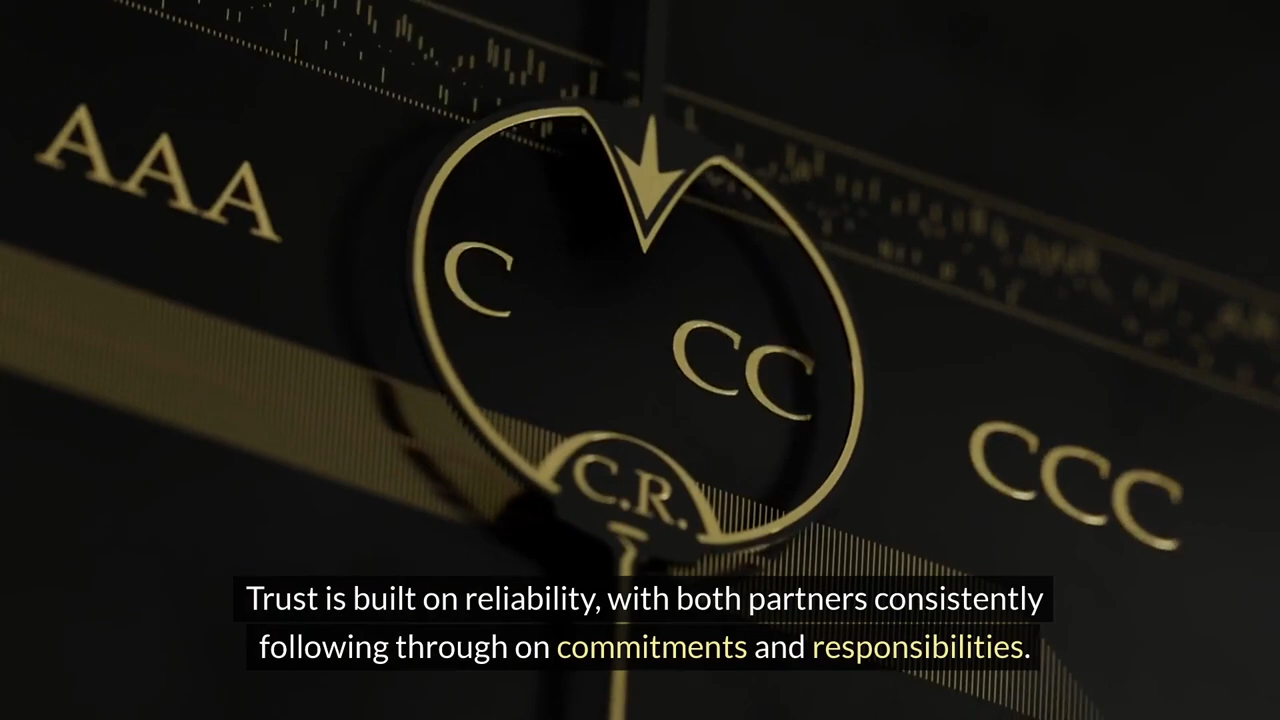 AAA
C
CC
CCC
C.R.
Trust is built on reliability, with both partners consistently
following through on commitments and responsibilities.